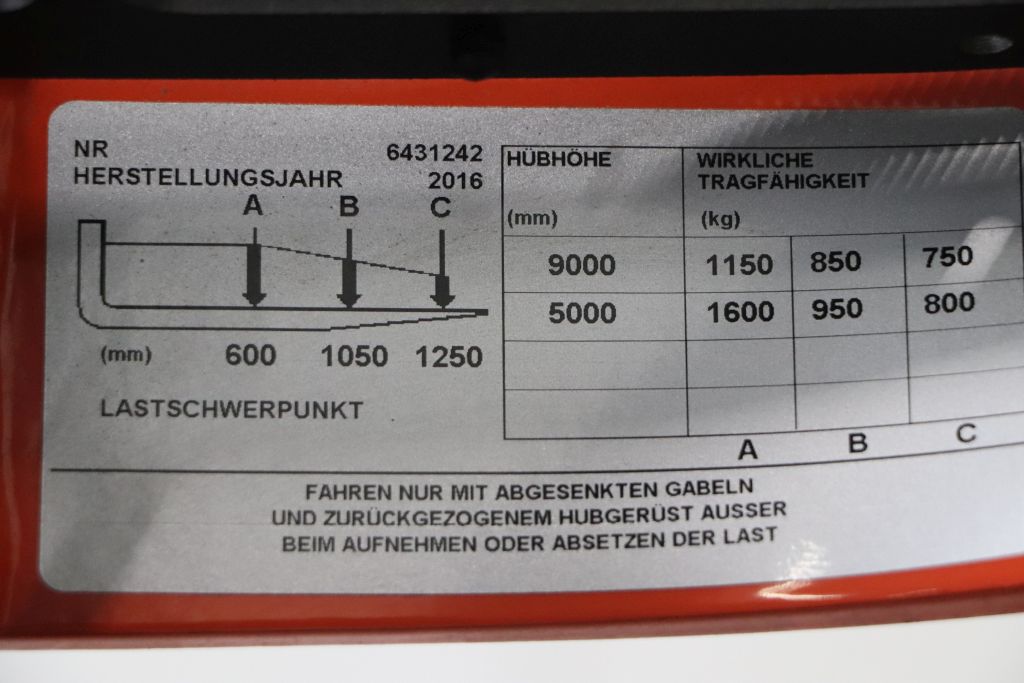 NR 6431242
HERSTELLUNGSJAHR 2016
A B C
(mm) 600 1050 1250
LASTSCHWERPUNKT
HÜBHÖHE WIRKLICHE
TRAGFÄHIGKEIT
(mm) (kg)
9000 1150 850 750
5000 1600 950 800
A B C
FAHREN NUR MIT ABGESENKTEN GABELN
UND ZURÜCKGEZOGENEM HUBGERÜST AUSSER
BEIM AUFNEHMEN ODER ABSETZEN DER LAST